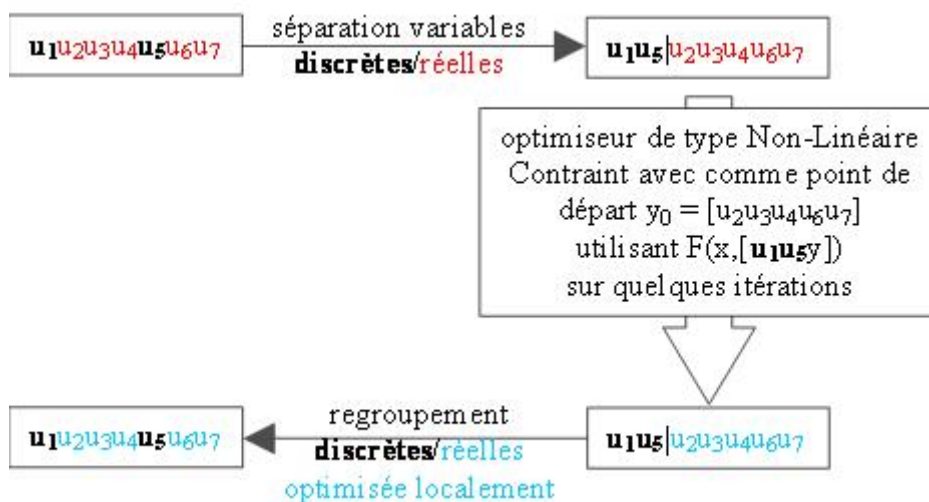 u₁u₂u₃u₄u₅u₆u₇
séparation variables
discrètes/réelles
u₁u₅|u₂u₃u₄u₆u₇
optimiseur de type Non-Linéaire
Contraint avec comme point de
départ y₀ = [u₂u₃u₄u₆u₇]
utilisant F(x,[u₁u₅y])
sur quelques itérations
u₁u₂u₃u₄u₅u₆u₇
regroupement
discrètes/réelles
optimisée localement
u₁u₅|u₂u₃u₄u₆u₇